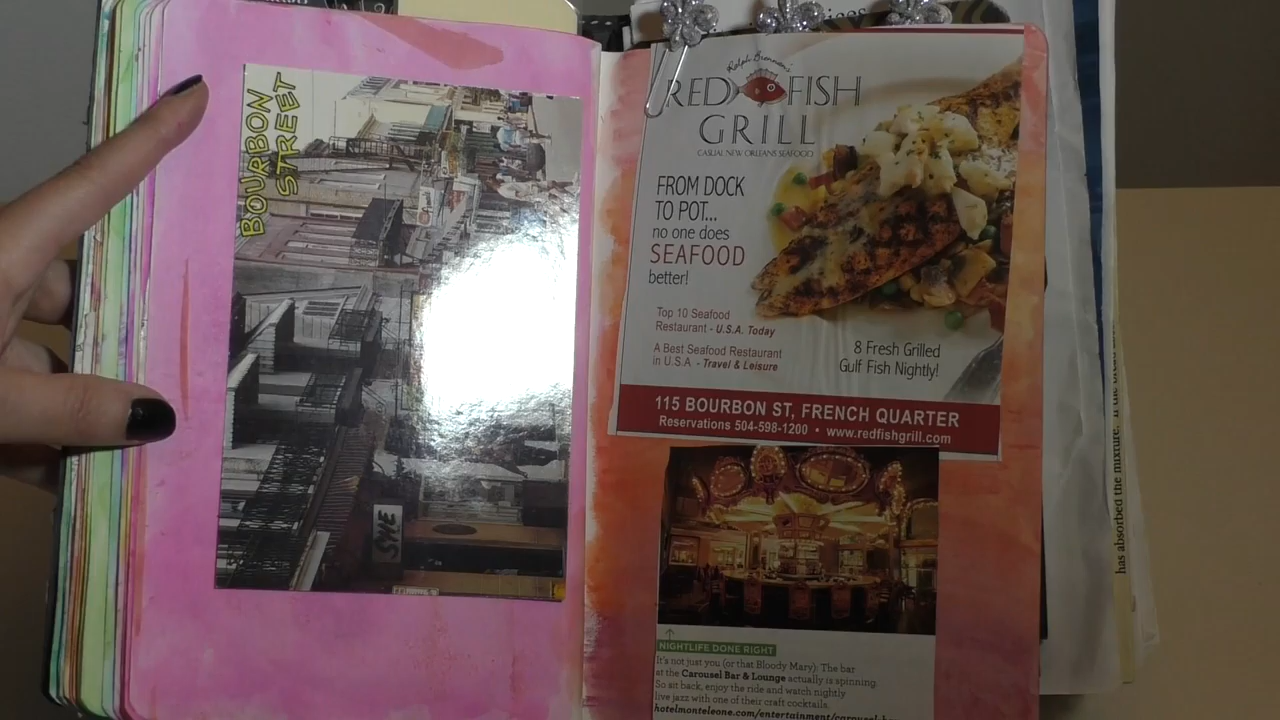 BOURBON
STREET
Ralph Brennan's
RED FISH
GRILL
CASUAL NEW ORLEANS SEAFOOD
FROM DOCK
TO POT...
no one does
SEAFOOD
better!
Top 10 Seafood
Restaurant - U.S.A. Today
A Best Seafood Restaurant
in U.S.A. - Travel & Leisure
8 Fresh Grilled
Gulf Fish Nightly!
115 BOURBON ST, FRENCH QUARTER
Reservations 504-598-1200 • www.redfishgrill.com
NIGHTLIFE DONE RIGHT
It's not just you (or that Bloody Mary): The bar
at the Carousel Bar & Lounge actually is spinning.
So sit back, enjoy the ride and watch nightly
live jazz with one of their craft cocktails.
hotelmonteleone.com/entertainment/carousel
has absorbed the mixture. If the bread